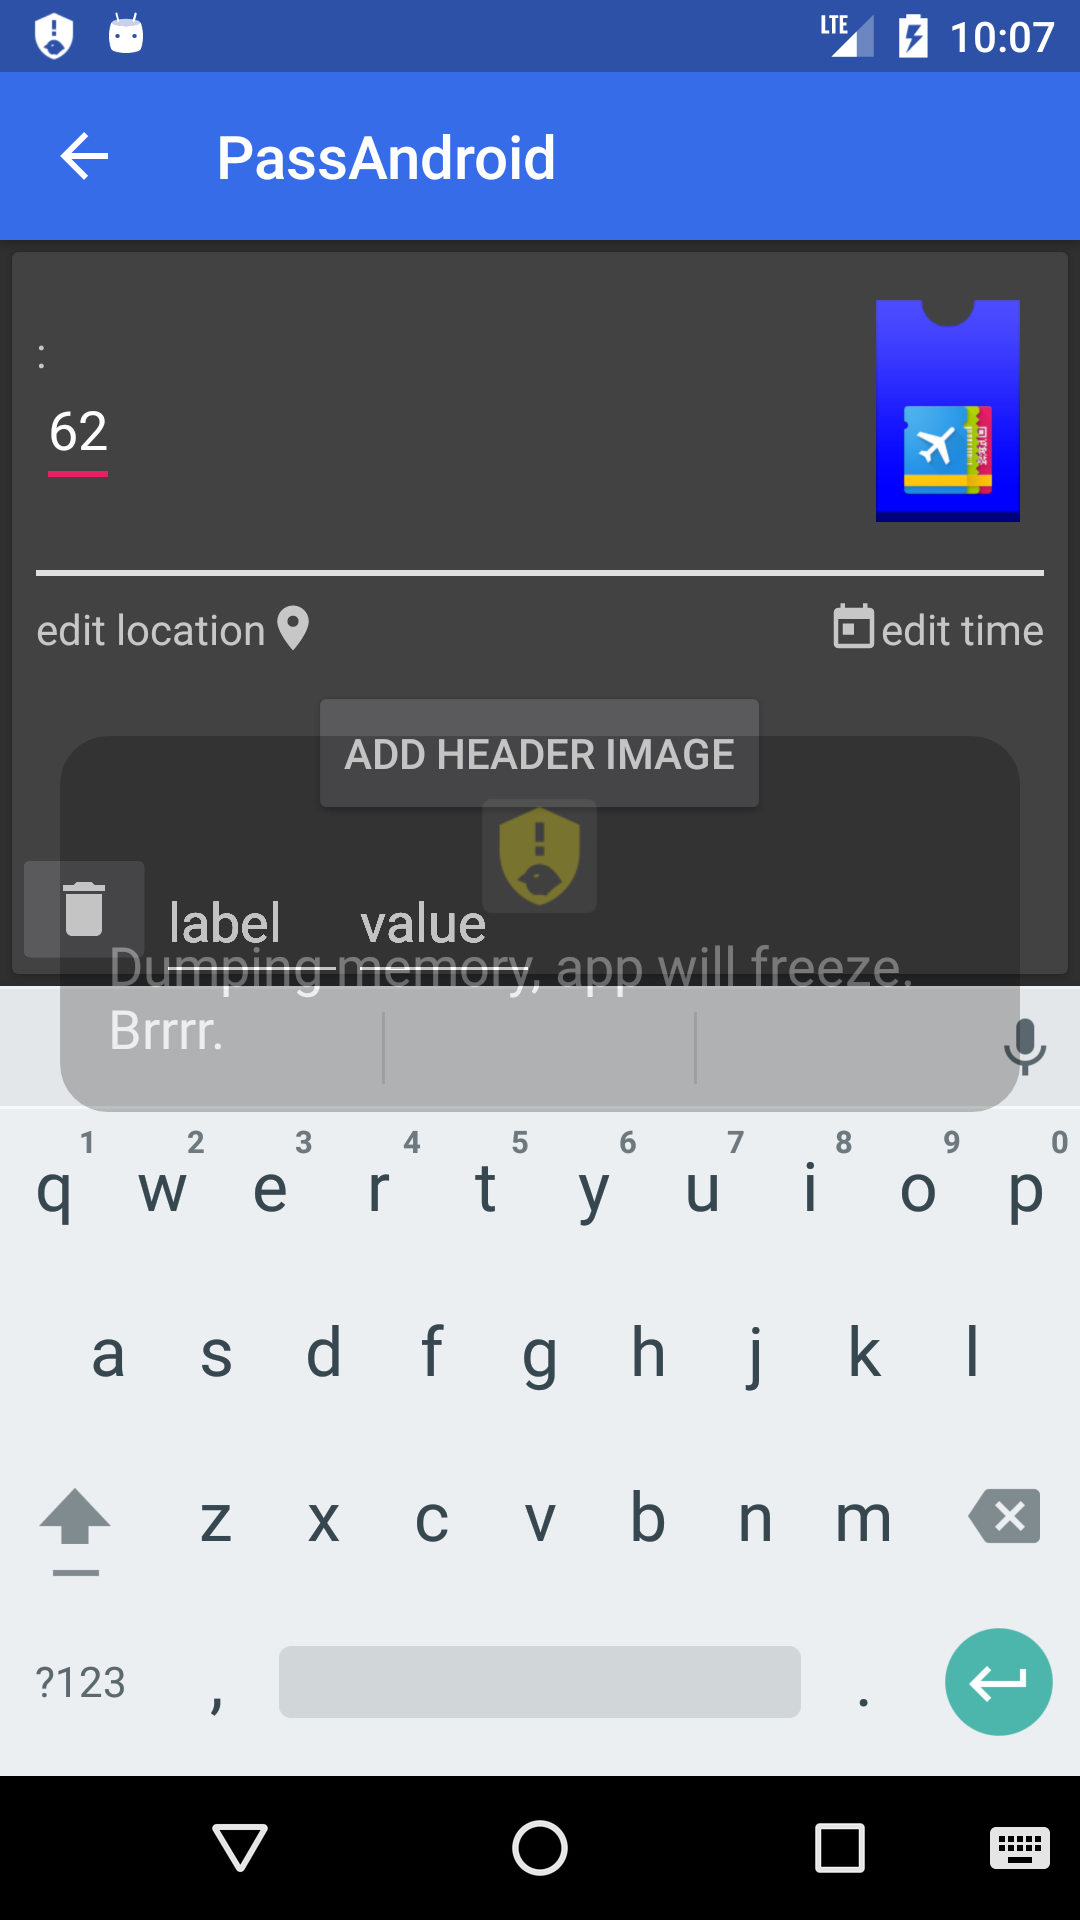 LTE 10:07
PassAndroid
:
62
edit location
edit time
ADD HEADER IMAGE
label value
Dumping memory, app will freeze.
Brrrr.
1 2 3 4 5 6 7 8 9 0
q w e r t y u i o p
a s d f g h j k l
z x c v b n m
?123 , .